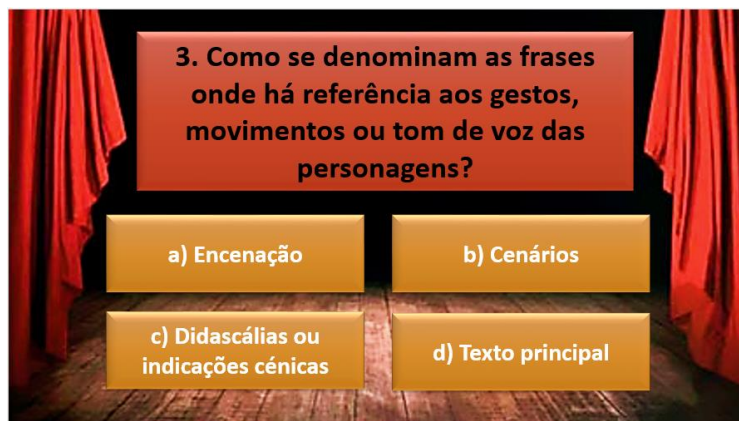 3. Como se denominam as frases
onde há referência aos gestos,
movimentos ou tom de voz das
personagens?
a) Encenação
b) Cenários
c) Didascálias ou
indicações cénicas
d) Texto principal